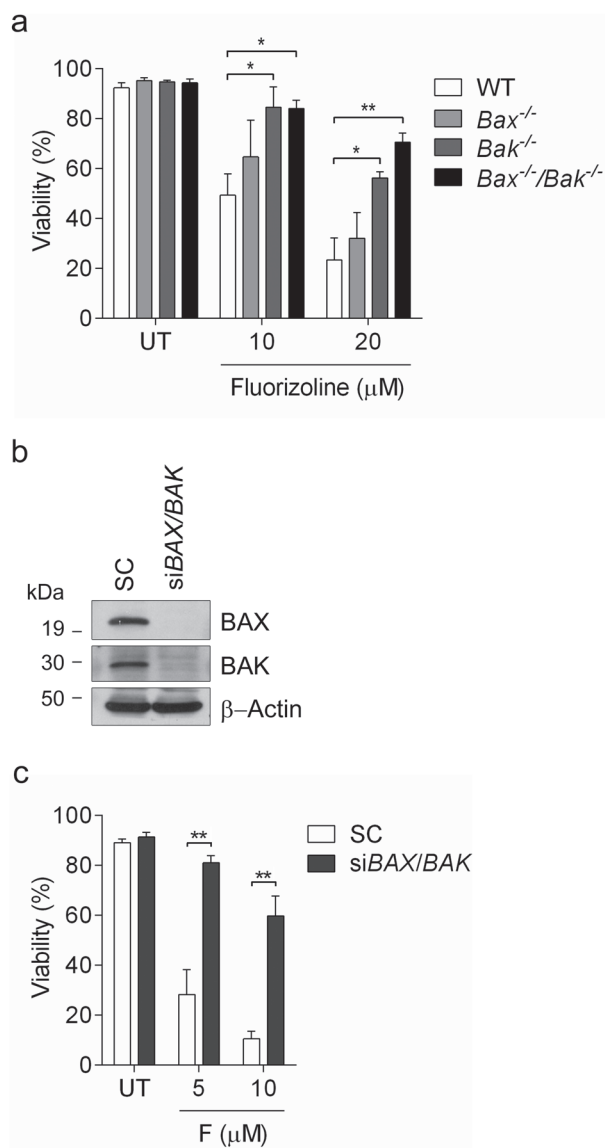 a
* 
*
**
*
100
80
60
40
20
0
Viability (%)
UT
10
20
Fluorizoline (μM)
WT
Bax-/-
Bak-/-
Bax-/-/Bak-/-
b
SC
siBAX/BAK
kDa
19
30
50
BAX
BAK
β–Actin
c
100
80
60
40
20
0
Viability (%)
**
**
UT
5
10
F (μM)
SC
siBAX/BAK